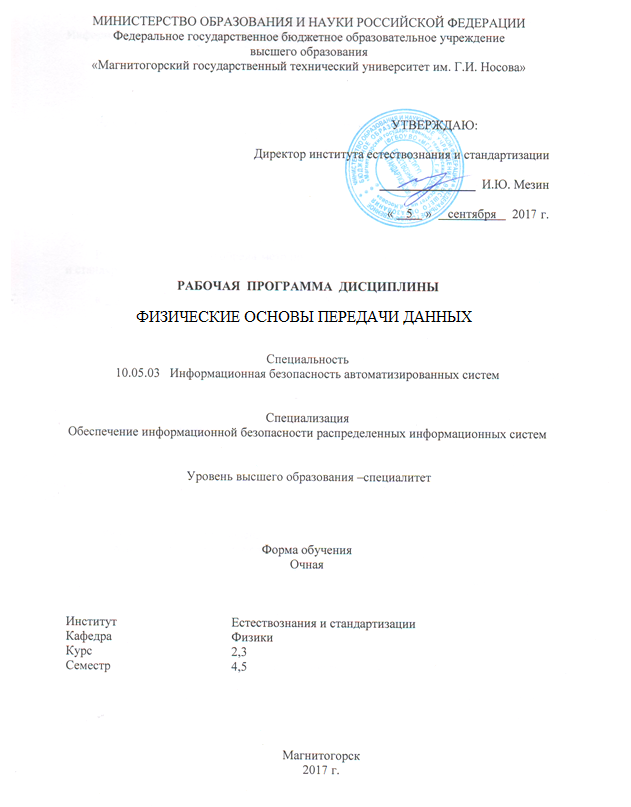 МИНИСТЕРСТВО ОБРАЗОВАНИЯ И НАУКИ РОССИЙСКОЙ ФЕДЕРАЦИИ
Федеральное государственное бюджетное образовательное учреждение
высшего образования
«Магнитогорский государственный технический университет им. Г.И. Носова»
УТВЕРЖДАЮ:
Директор института естествознания и стандартизации
И.Ю. Мезин
« 5 » сентября 2017 г.
РАБОЧАЯ ПРОГРАММА ДИСЦИПЛИНЫ
ФИЗИЧЕСКИЕ ОСНОВЫ ПЕРЕДАЧИ ДАННЫХ
Специальность
10.05.03 Информационная безопасность автоматизированных систем
Специализация
Обеспечение информационной безопасности распределенных информационных систем
Уровень высшего образования –специалитет
Форма обучения
Очная
Институт Естествознания и стандартизации
Кафедра Физики
Курс 2,3
Семестр 4,5
Магнитогорск
2017 г.